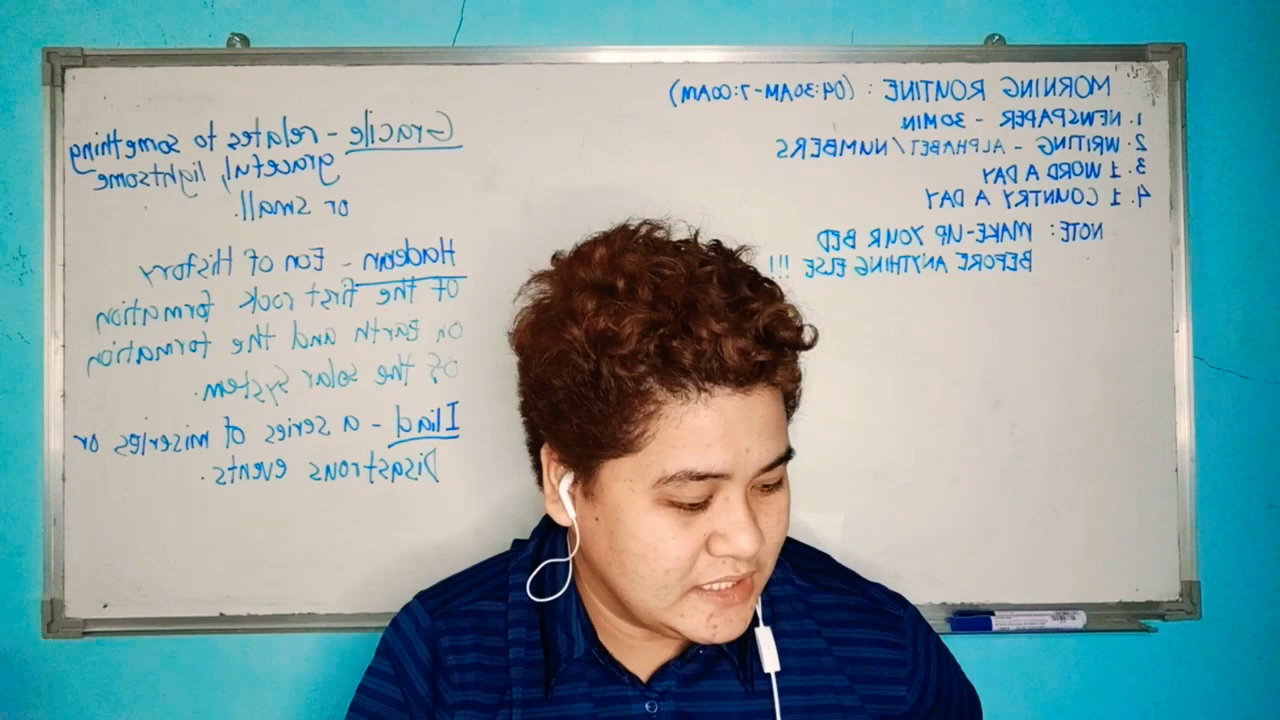 MORNING ROUTINE : (04:30AM-7:00AM)
1. NEWSPAPER - 30MIN
2. WRITING - ALPHABET/NUMBERS
3. 1 WORD A DAY
4. 1 COUNTRY A DAY
NOTE: MAKE-UP YOUR BED
BEFORE ANYTHING ELSE !!!
Gracile - relates to something
graceful, lightsome
or small.
Hadean - Eon of History
of the first rock formation
on Earth and the formation
of the solar system.
Iliad - a series of miseries or
Disastrous events.